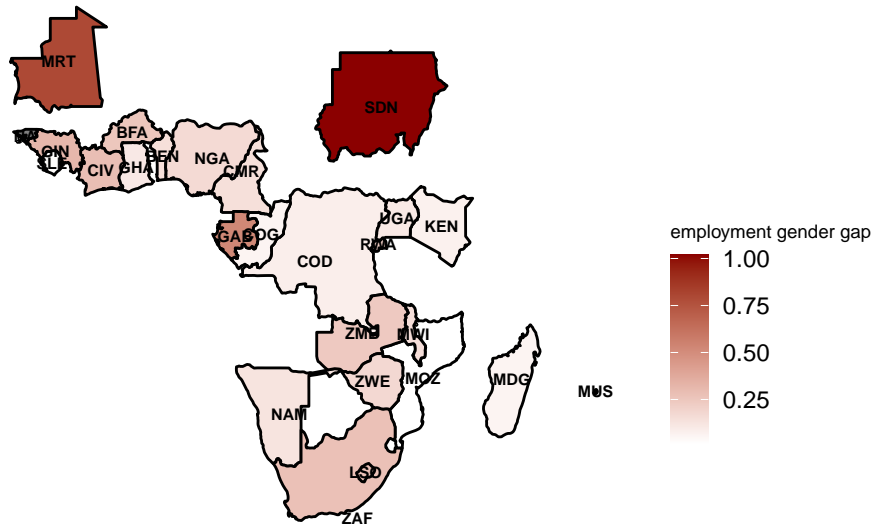 MRT
SDN
BFA
GIN
SLE
CIV
GHA
BEN
NGA
CMR
GAB
COG
COD
UGA
KEN
RWA
ZMB
MWI
ZWE
MOZ
NAM
MDG
MUS
LSO
ZAF
employment gender gap
1.00
0.75
0.50
0.25